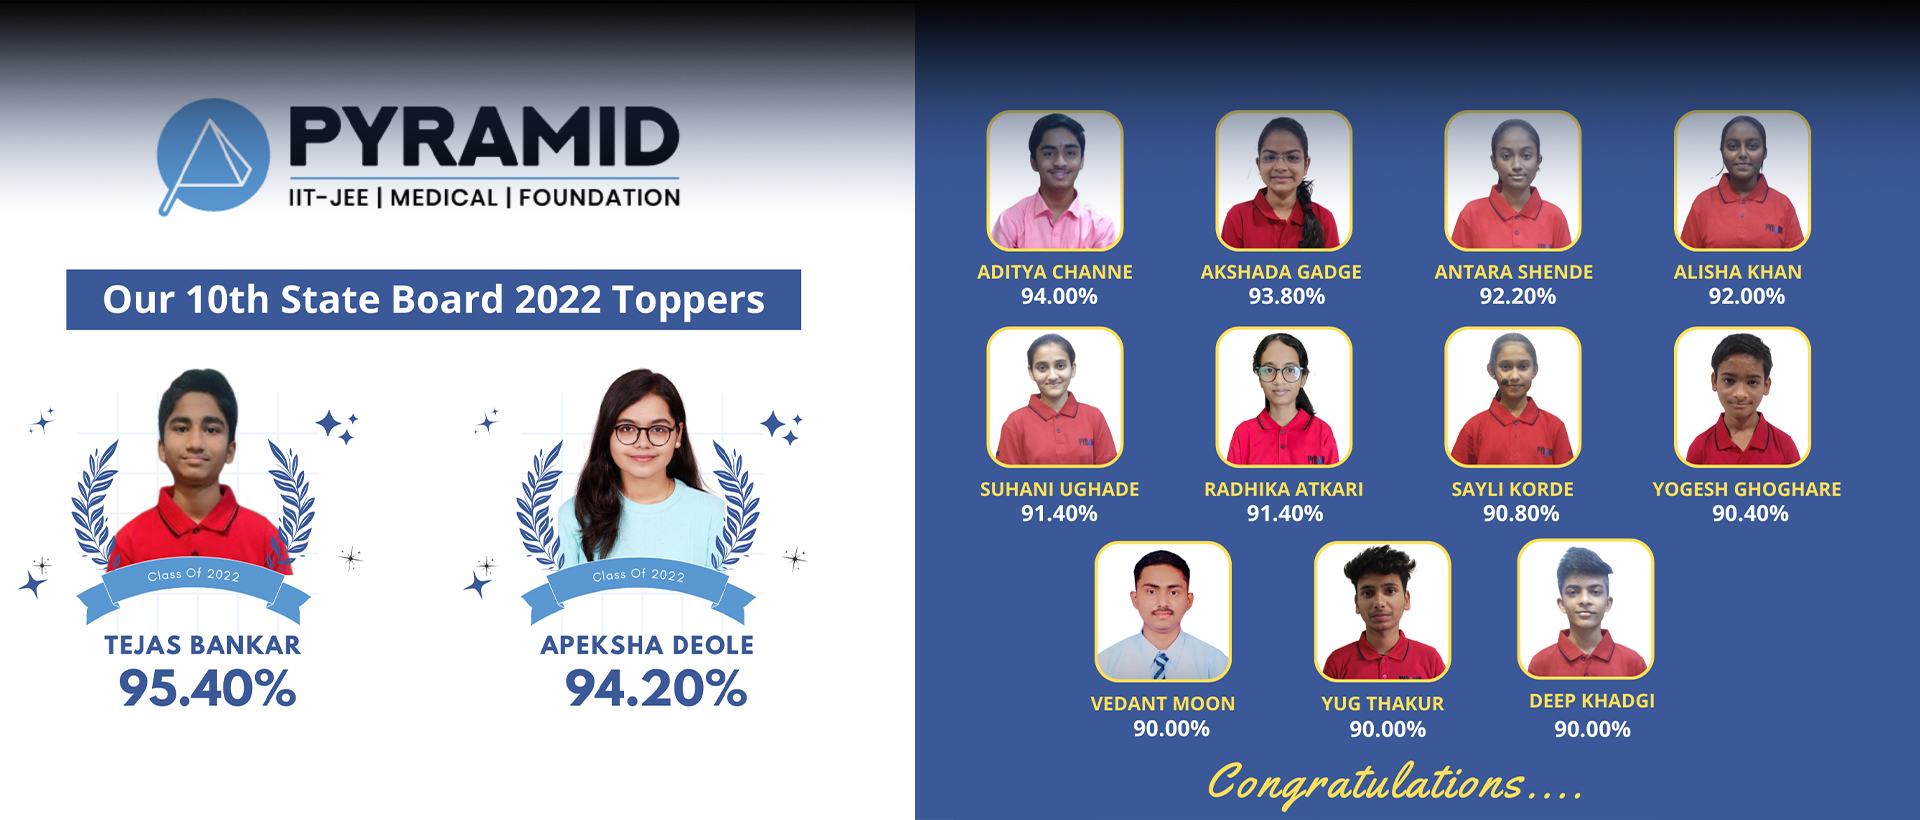 PYRAMID
IIT-JEE | MEDICAL | FOUNDATION
Our 10th State Board 2022 Toppers
Class Of 2022
TEJAS BANKAR
95.40%
Class Of 2022
APEKSHA DEOLE
94.20%
ADITYA CHANNE
94.00%
AKSHADA GADGE
93.80%
ANTARA SHENDE
92.20%
ALISHA KHAN
92.00%
SUHANI UGHADE
91.40%
RADHIKA ATKARI
91.40%
SAYLI KORDE
90.80%
YOGESH GHOGHARE
90.40%
VEDANT MOON
90.00%
YUG THAKUR
90.00%
DEEP KHADGI
90.00%
Congratulations....